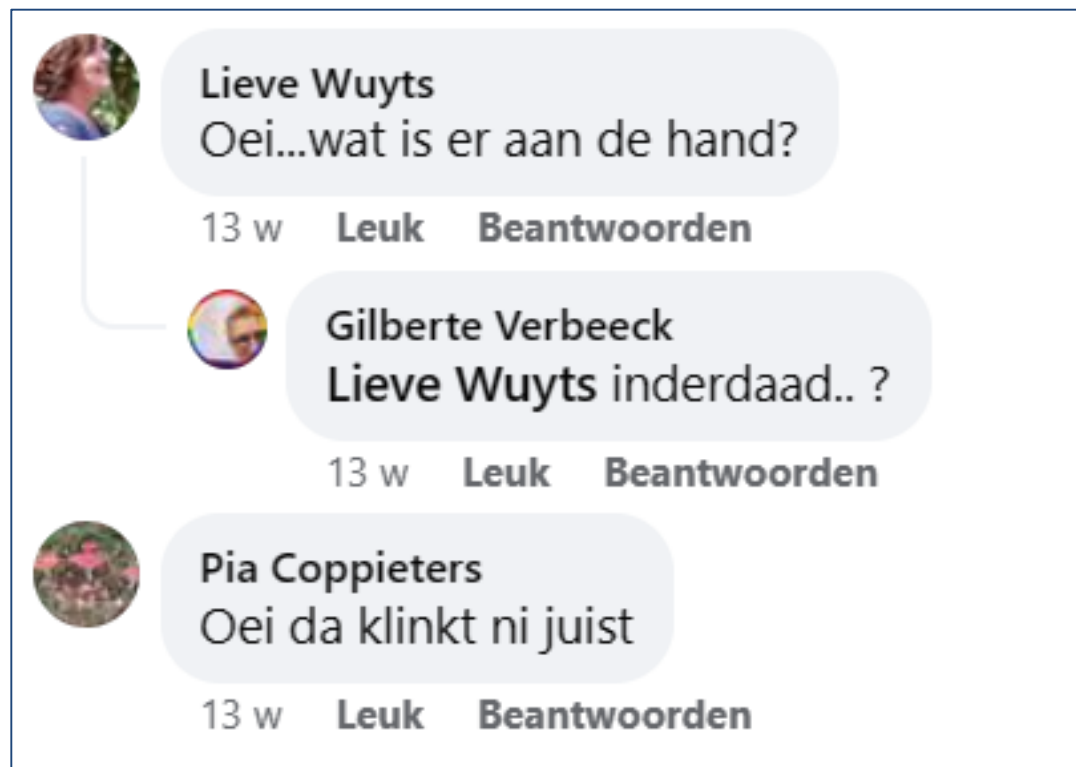 Lieve Wuyts
Oei...wat is er aan de hand?
13 w Leuk Beantwoorden
Gilberte Verbeeck
Lieve Wuyts inderdaad.. ?
13 w Leuk Beantwoorden
Pia Coppieters
Oei da klinkt ni juist
13 w Leuk Beantwoorden